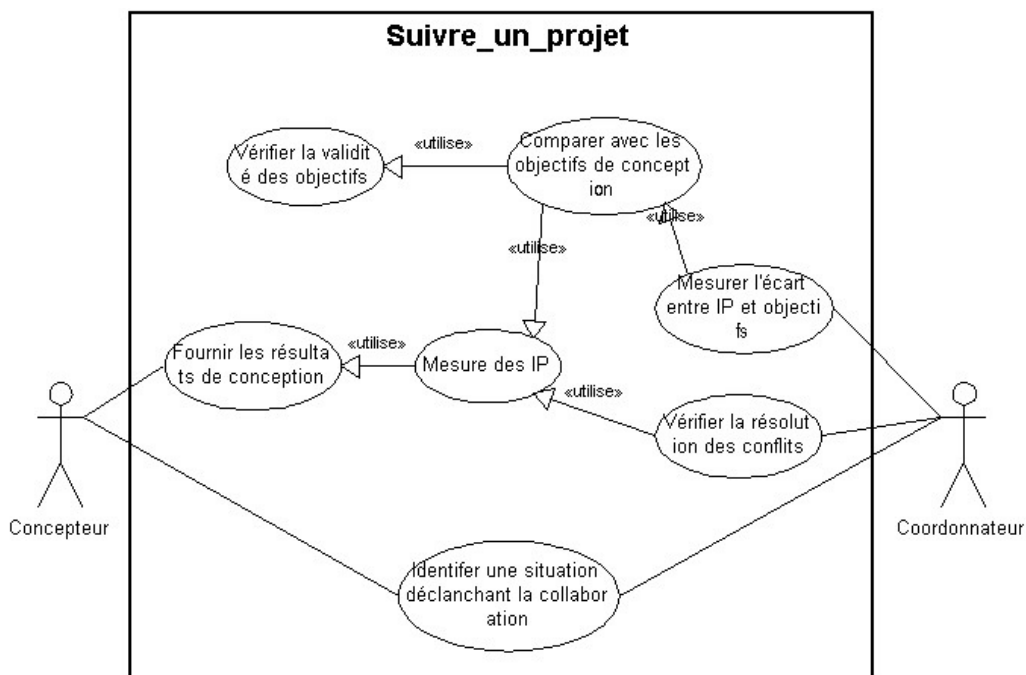 Suivre_un_projet
Vérifier la validit
é des objectifs
«utilise»
Comparer avec les
objectifs de concept
ion
«utilise»
«utilise»
Mesurer l'écart
entre IP et objecti
fs
Fournir les résulta
ts de conception
«utilise»
Mesure des IP
«utilise»
Vérifier la résolut
ion des conflits
Concepteur
Coordonnateur
Identifer une situation
déclanchant la collabor
ation